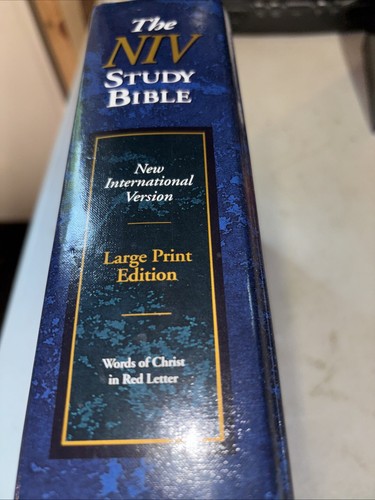 The
NIV
STUDY
BIBLE
New
International
Version
Large Print
Edition
Words of Christ
in Red Letter